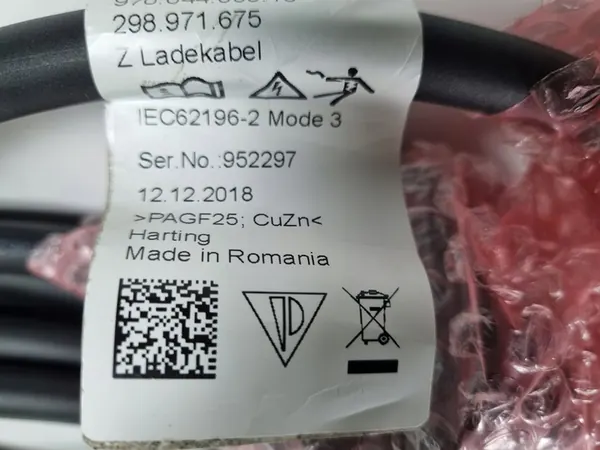 298.971.675
Z Ladekabel
IEC62196-2 Mode 3
Ser.No.:952297
12.12.2018
>PAGF25; CuZn<
Harting
Made in Romania